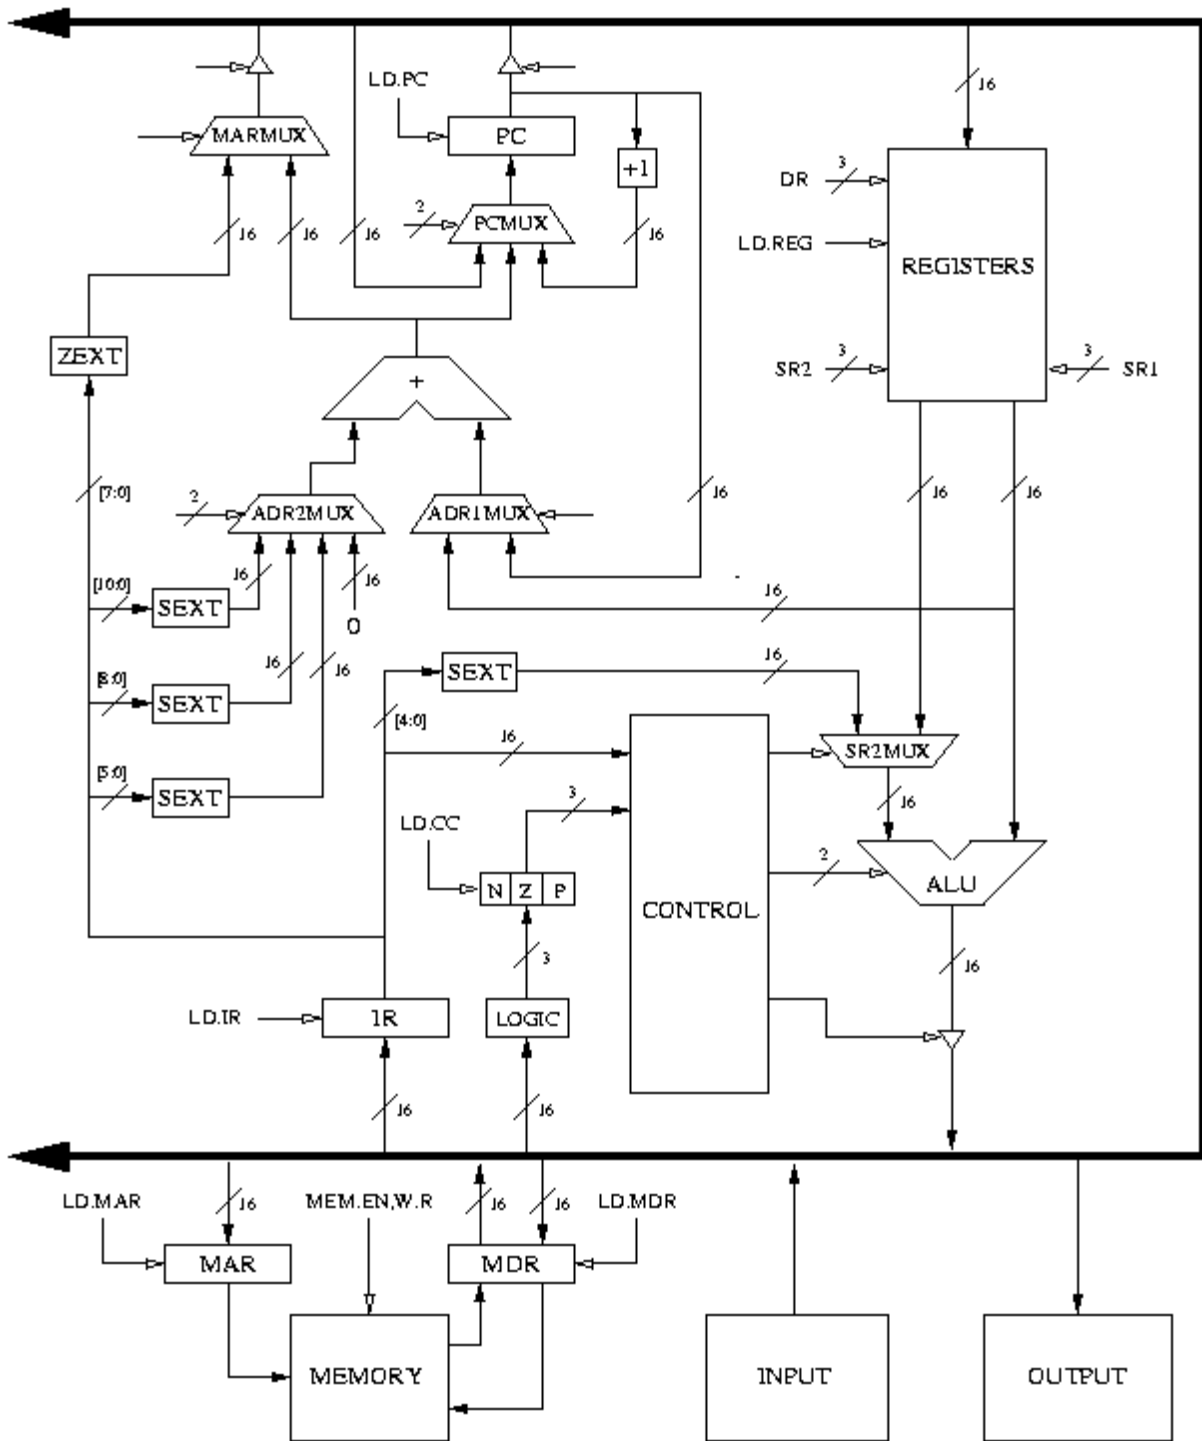 LD.PC
MARMUX
PC
16
+1
3
DR
2
PCMUX
16
16
16
16
LD.REG
REGISTERS
ZEXT
+
3
SR2
3
SR1
[7:0]
2
ADR2MUX
ADR1MUX
16
16
16
[10:0]
SEXT
16
16
0
16
SEXT
16
[8:0]
SEXT
16
16
[4:0]
16
SR2MUX
[5:0]
SEXT
3
16
LD.CC
N Z P
2
ALU
CONTROL
3
16
LD.IR
IR
LOGIC
16
16
LD.MAR
16
MEM.EN,W.R
16
16
LD.MDR
MAR
MDR
MEMORY
INPUT
OUTPUT